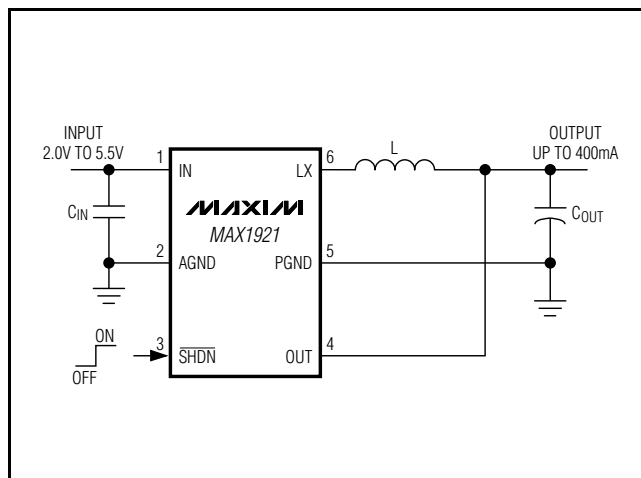 INPUT
2.0V TO 5.5V
1
IN
CIN
2
AGND
3
SHDN
ON
OFF
MAXIM
MAX1921
6
LX
5
PGND
4
OUT
L
OUTPUT
UP TO 400mA
COUT